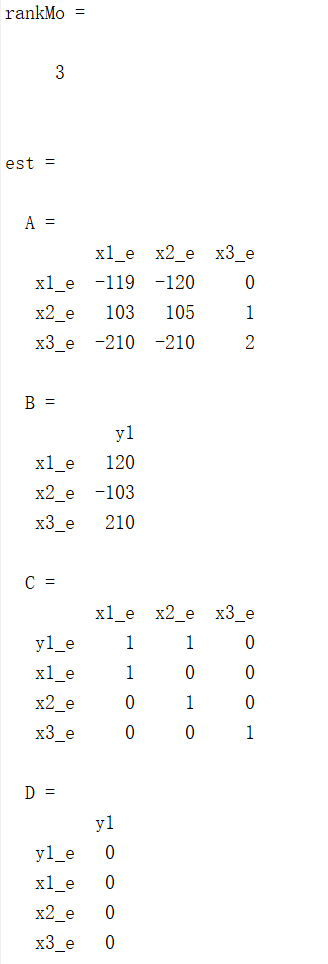 rankMo =
3
est =
A =
x1_e x2_e x3_e
x1_e -119 -120 0
x2_e 103 105 1
x3_e -210 -210 2
B =
y1
x1_e 120
x2_e -103
x3_e 210
C =
x1_e x2_e x3_e
y1_e 1 1 0
x1_e 1 0 0
x2_e 0 1 0
x3_e 0 0 1
D =
y1
y1_e 0
x1_e 0
x2_e 0
x3_e 0